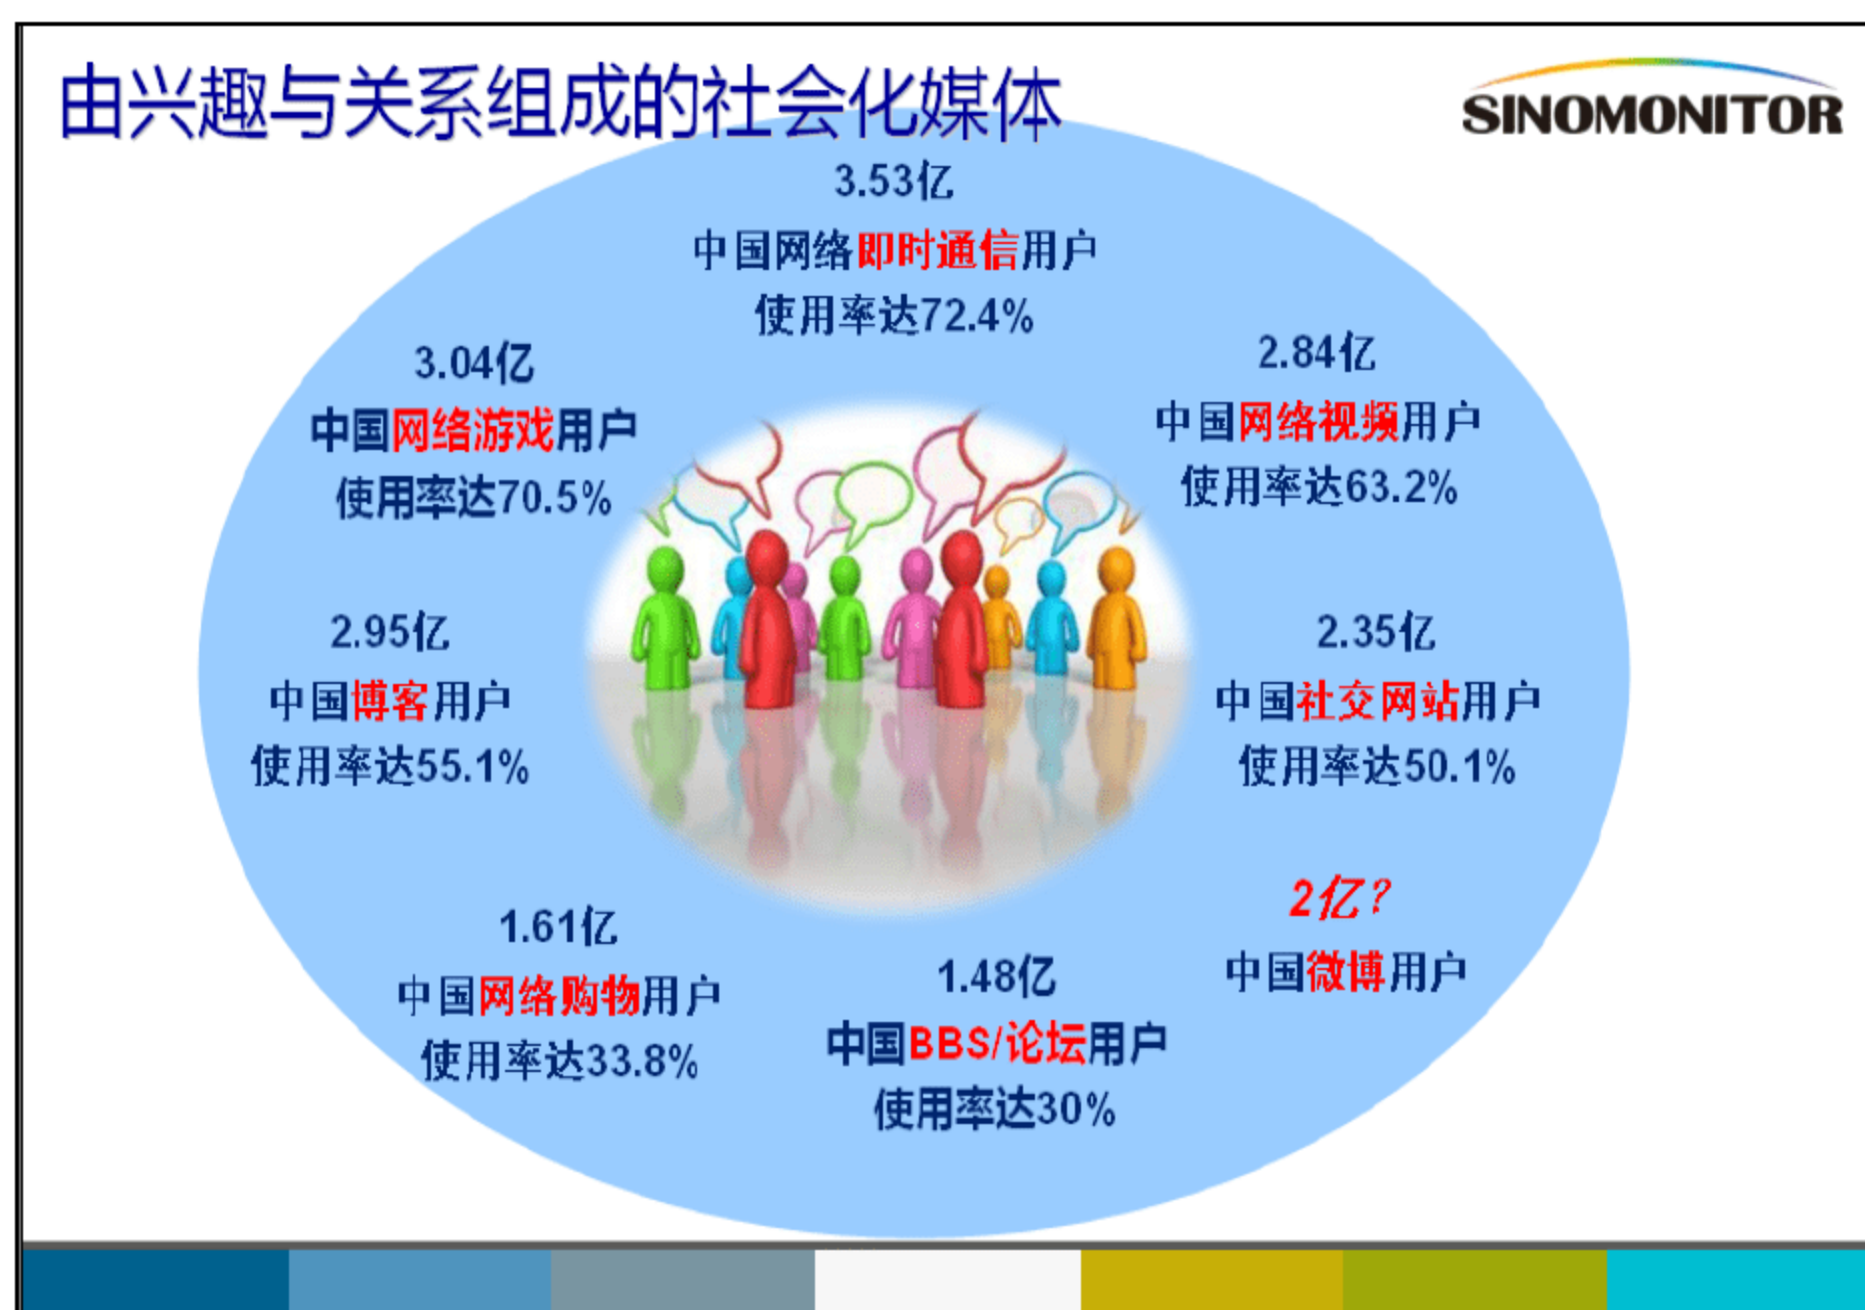 由兴趣与关系组成的社会化媒体
SINOMONITOR
3.53亿
中国网络即时通信用户
使用率达72.4%
3.04亿
中国网络游戏用户
使用率达70.5%
2.84亿
中国网络视频用户
使用率达63.2%
2.95亿
中国博客用户
使用率达55.1%
2.35亿
中国社交网站用户
使用率达50.1%
2亿?
中国微博用户
1.61亿
中国网络购物用户
使用率达33.8%
1.48亿
中国BBS/论坛用户
使用率达30%